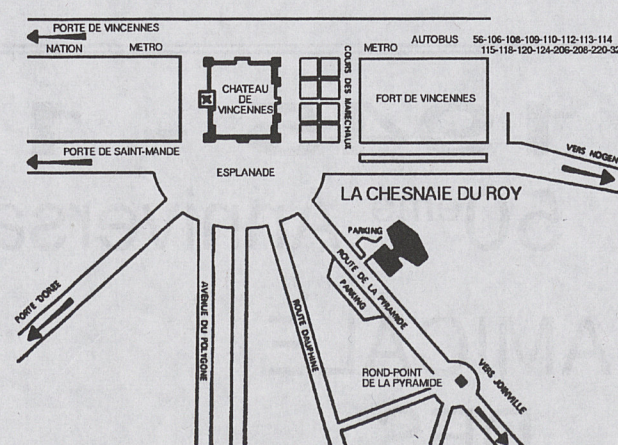 PORTE DE VINCENNES
NATION
METRO
METRO
AUTOBUS
56-106-108-109-110-112-113-114
115-118-120-124-206-208-220-32
CHATEAU
DE
VINCENNES
COURS DES MARECHAUX
FORT DE VINCENNES
PORTE DE SAINT-MANDE
ESPLANADE
VERS NOGEN
LA CHESNAIE DU ROY
PARKING
ROUTE DE LA PYRAMIDE
PARKING
PORTE DOREE
AVENUE DU POLYGONE
ROUTE DAUPHINE
ROND-POINT
DE LA PYRAMIDE
VERS JOINVILLE